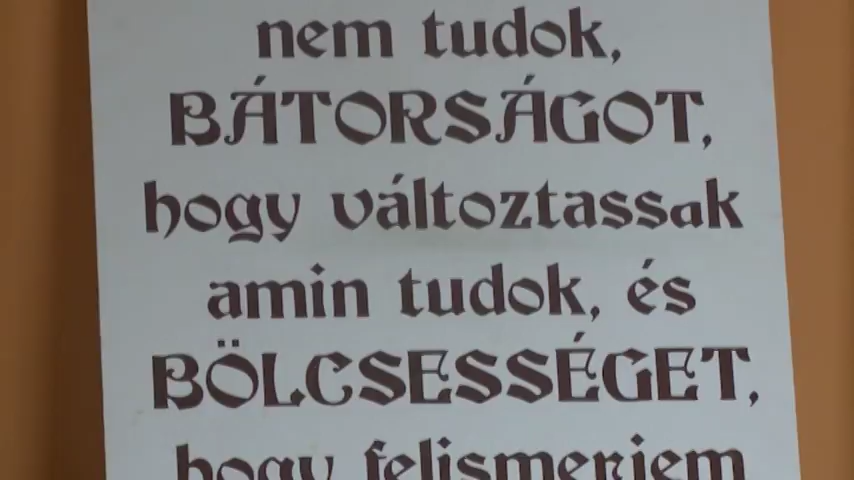 nem tudok,
BÁTORSÁGOT,
hogy változtassak
amin tudok, és
BÖLCSESSÉGET,
hogy felismerjem